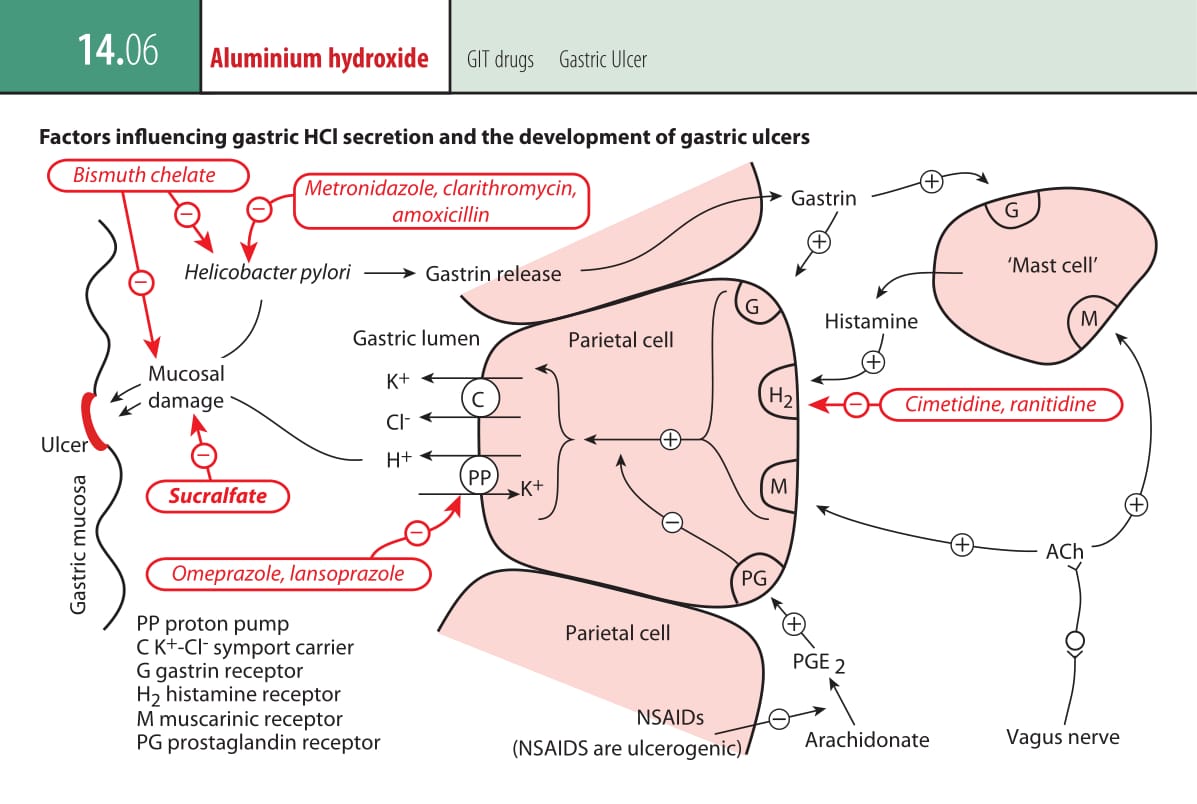 14.06
Aluminium hydroxide
GIT drugs Gastric Ulcer
Factors influencing gastric HCl secretion and the development of gastric ulcers
Bismuth chelate
Metronidazole, clarithromycin,
amoxicillin
Helicobacter pylori
Gastrin release
Gastrin
+
G
'Mast cell'
M
+
Histamine
+
−
−
−
Gastric lumen
Parietal cell
G
H2
−
Cimetidine, ranitidine
Mucosal
damage
K+
C
Cl-
H+
PP
K+
+
M
Ulcer
Gastric mucosa
−
Sucralfate
−
Omeprazole, lansoprazole
−
PG
+
ACh
+
Parietal cell
+
PGE 2
NSAIDs
−
(NSAIDS are ulcerogenic)
Arachidonate
Vagus nerve
PP proton pump
C K+-Cl- symport carrier
G gastrin receptor
H2 histamine receptor
M muscarinic receptor
PG prostaglandin receptor